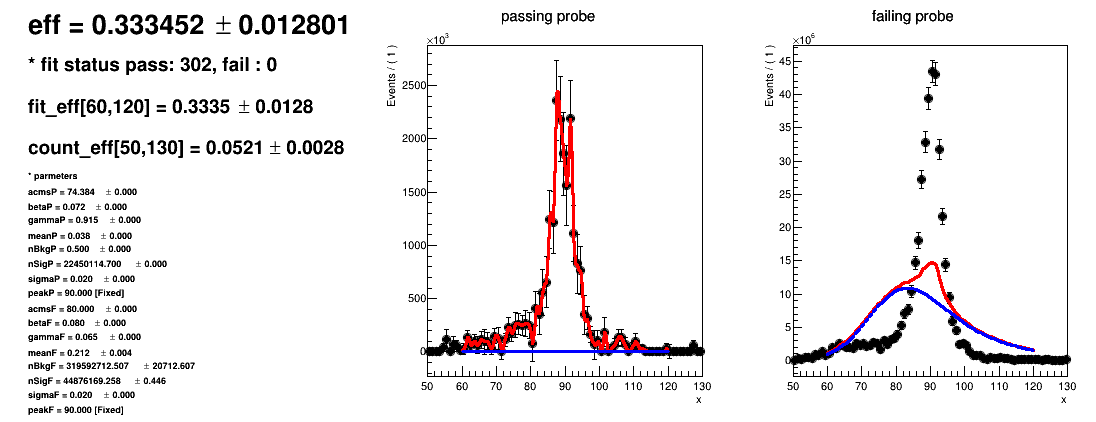 eff = 0.333452 ± 0.012801
* fit status pass: 302, fail : 0
fit_eff[60,120] = 0.3335 ± 0.0128
count_eff[50,130] = 0.0521 ± 0.0028
* parmeters
acmsP = 74.384 ± 0.000
betaP = 0.072 ± 0.000
gammaP = 0.915 ± 0.000
meanP = 0.038 ± 0.000
nBkgP = 0.500 ± 0.000
nSigP = 22450114.700 ± 0.000
sigmaP = 0.020 ± 0.000
peakP = 90.000 [Fixed]
acmsF = 80.000 ± 0.000
betaF = 0.080 ± 0.000
gammaF = 0.065 ± 0.000
meanF = 0.212 ± 0.004
nBkgF = 319592712.507 ± 20712.607
nSigF = 44876169.258 ± 0.446
sigmaF = 0.020 ± 0.000
peakF = 90.000 [Fixed]
passing probe
×10³
Events / ( 1 )
2500
2000
1500
1000
500
0
50 60 70 80 90 100 110 120 130
x
failing probe
×10⁶
Events / ( 1 )
45
40
35
30
25
20
15
10
5
0
50 60 70 80 90 100 110 120 130
x